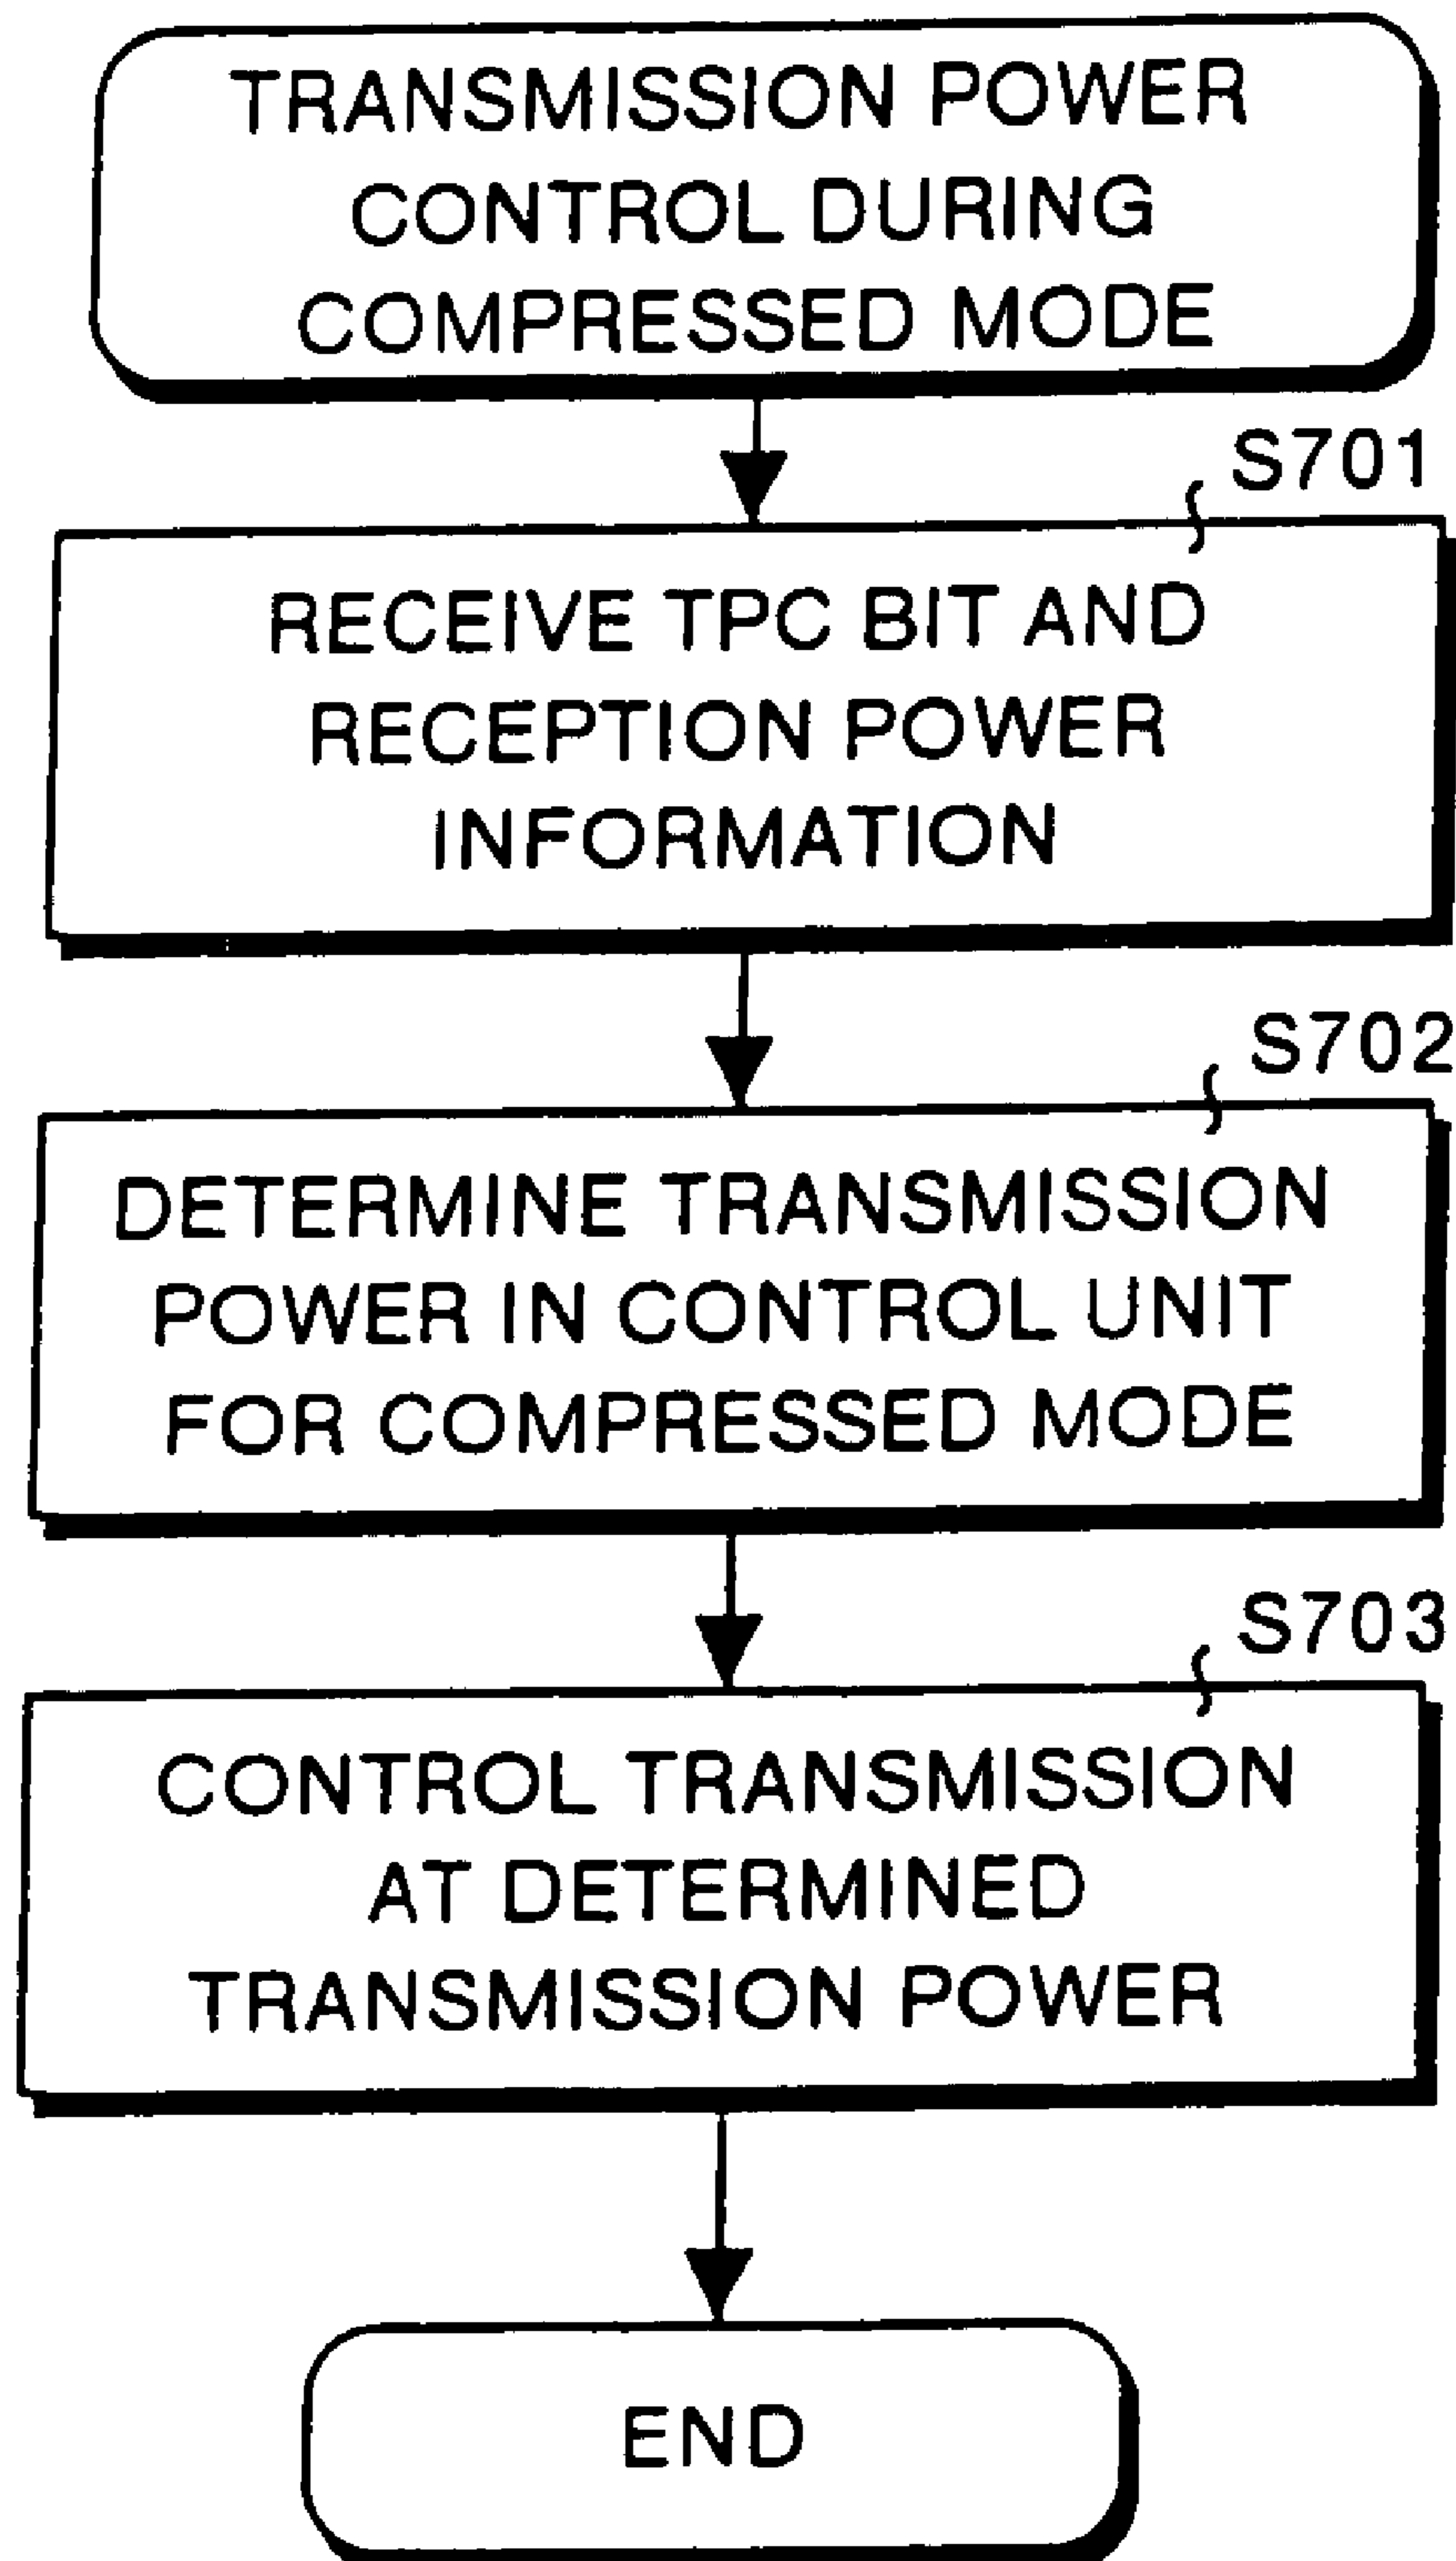 TRANSMISSION POWER
CONTROL DURING
COMPRESSED MODE
S701
RECEIVE TPC BIT AND
RECEPTION POWER
INFORMATION
S702
DETERMINE TRANSMISSION
POWER IN CONTROL UNIT
FOR COMPRESSED MODE
S703
CONTROL TRANSMISSION
AT DETERMINED
TRANSMISSION POWER
END